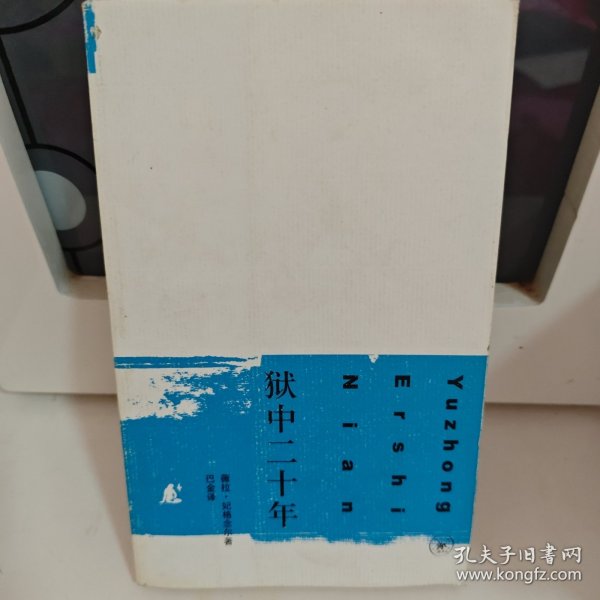 Yuzhong
Ershi
Nian
狱中二十年
薇拉·妃格念尔著
巴金译
孔夫子旧书网
www.kongfz.com